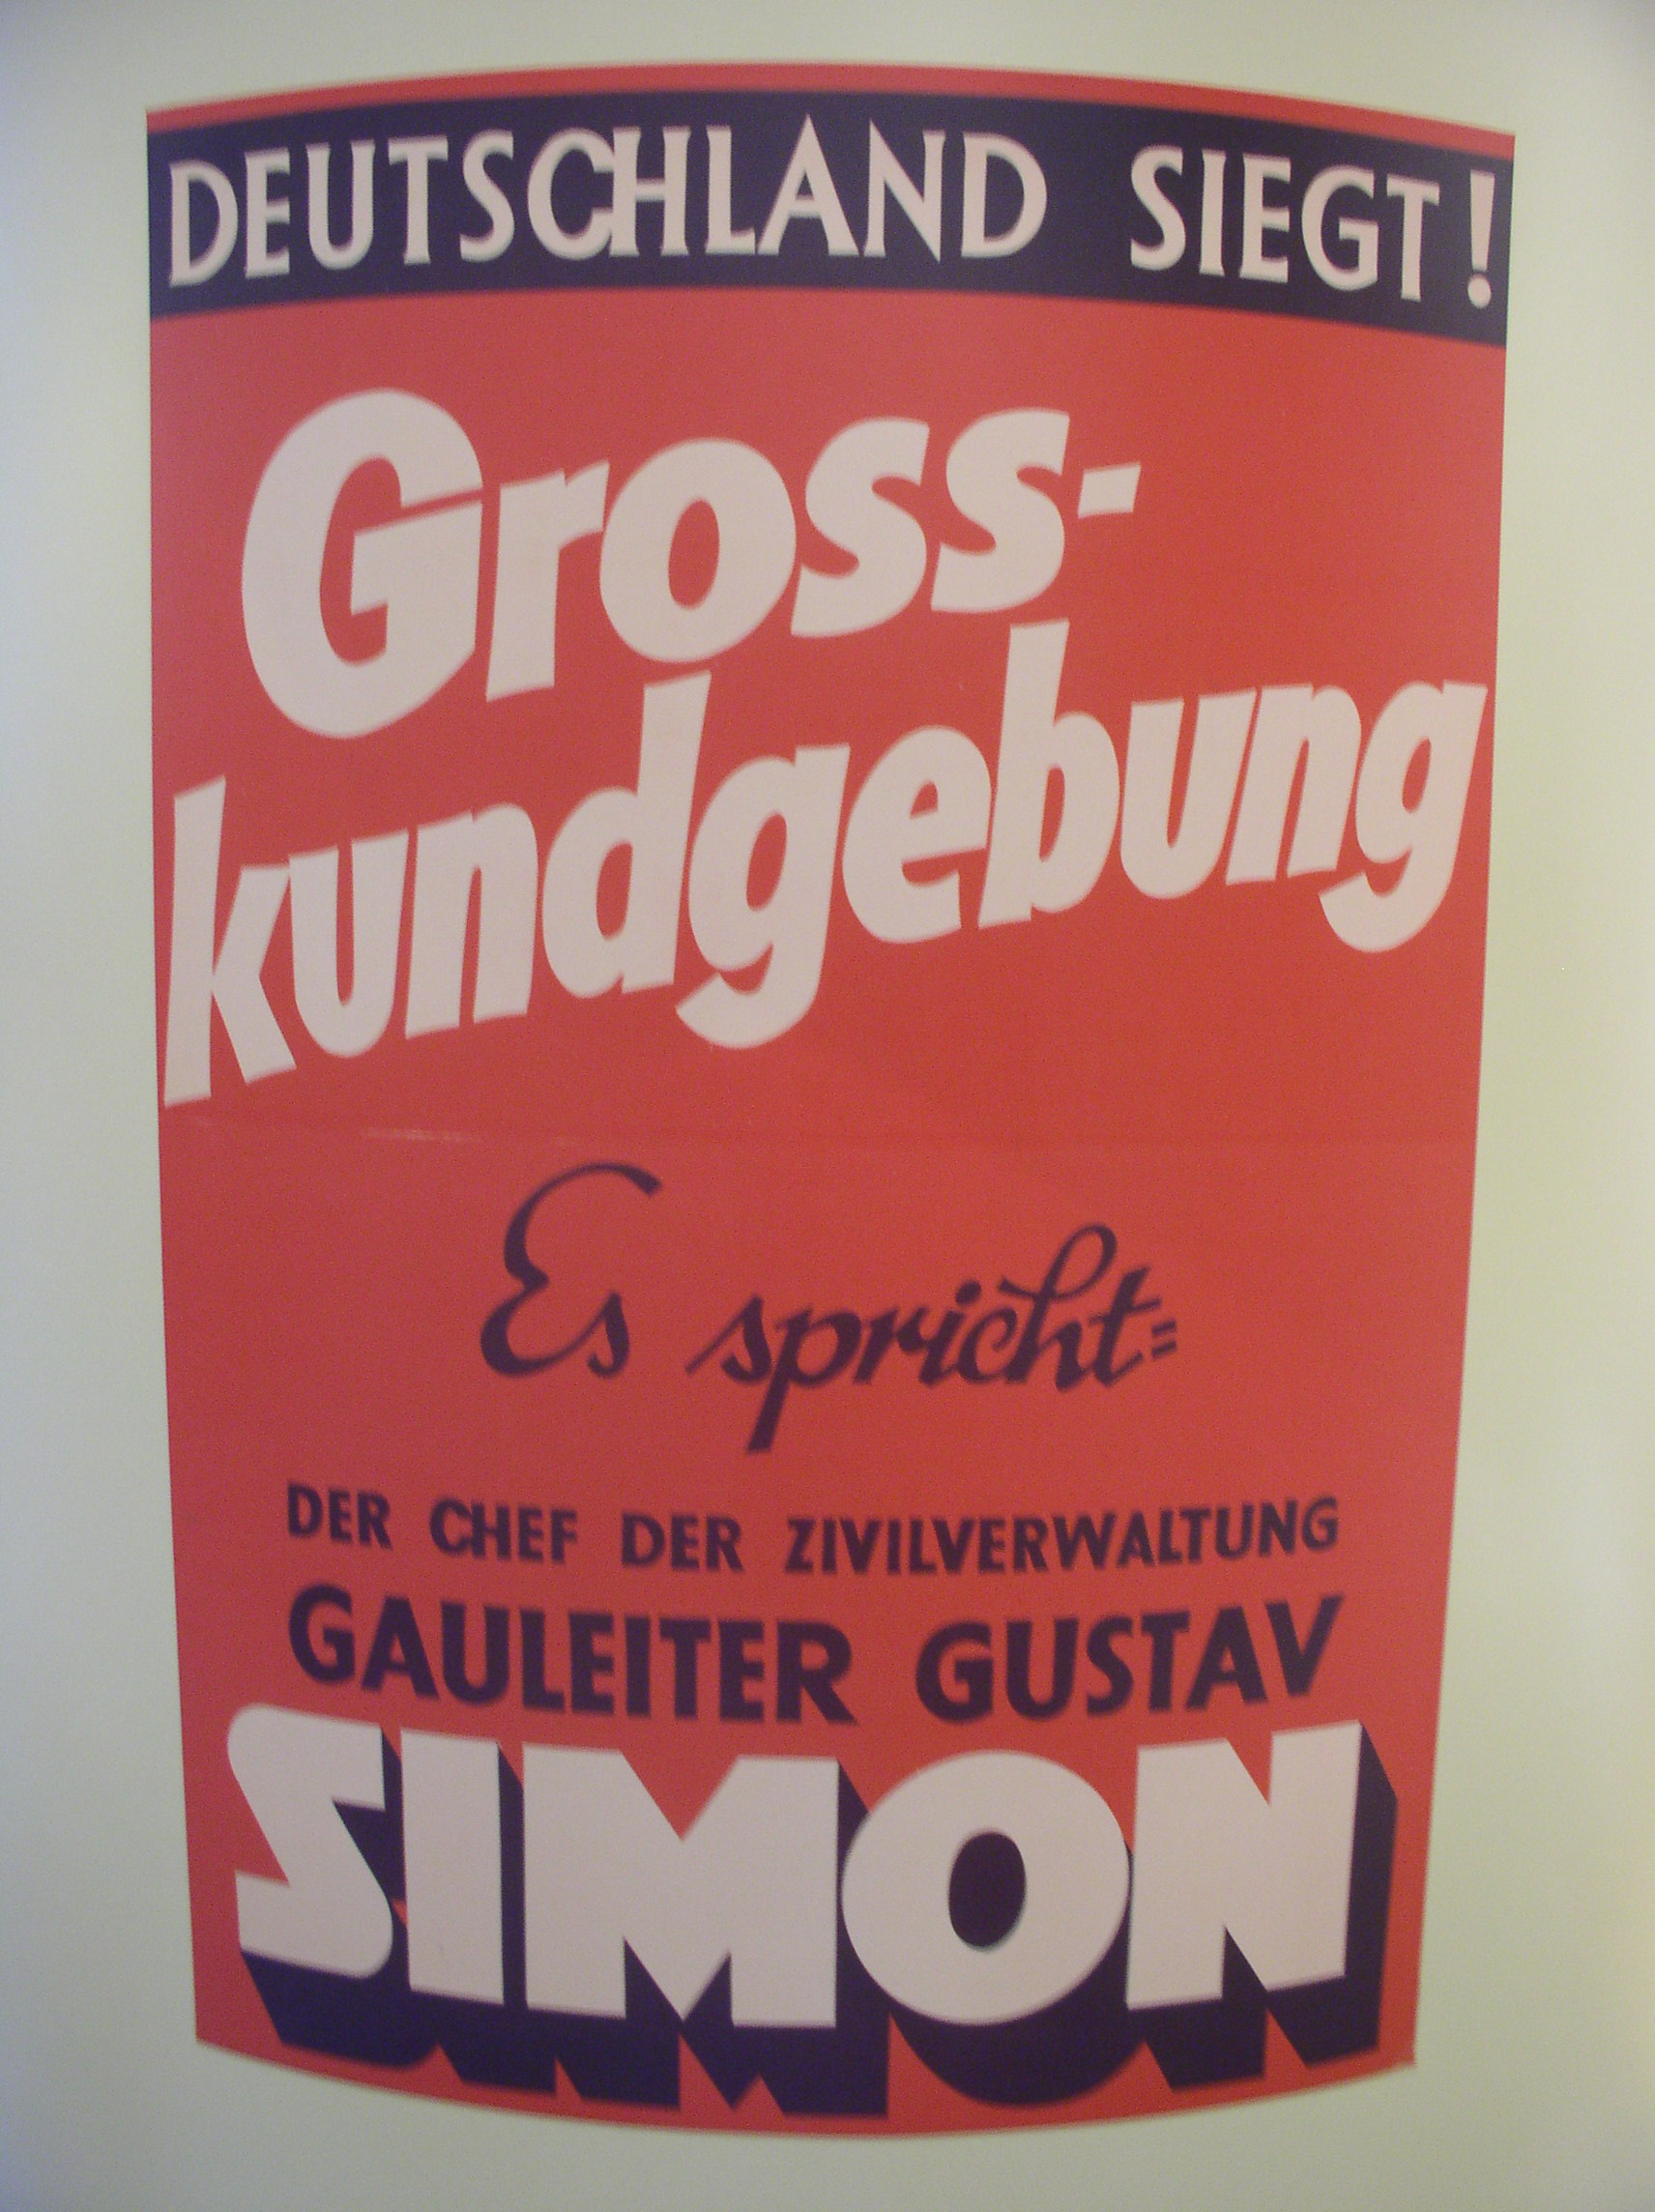 DEUTSCHLAND SIEGT!
Gross-
kundgebung
Es spricht=
DER CHEF DER ZIVILVERWALTUNG
GAULEITER GUSTAV
SIMON